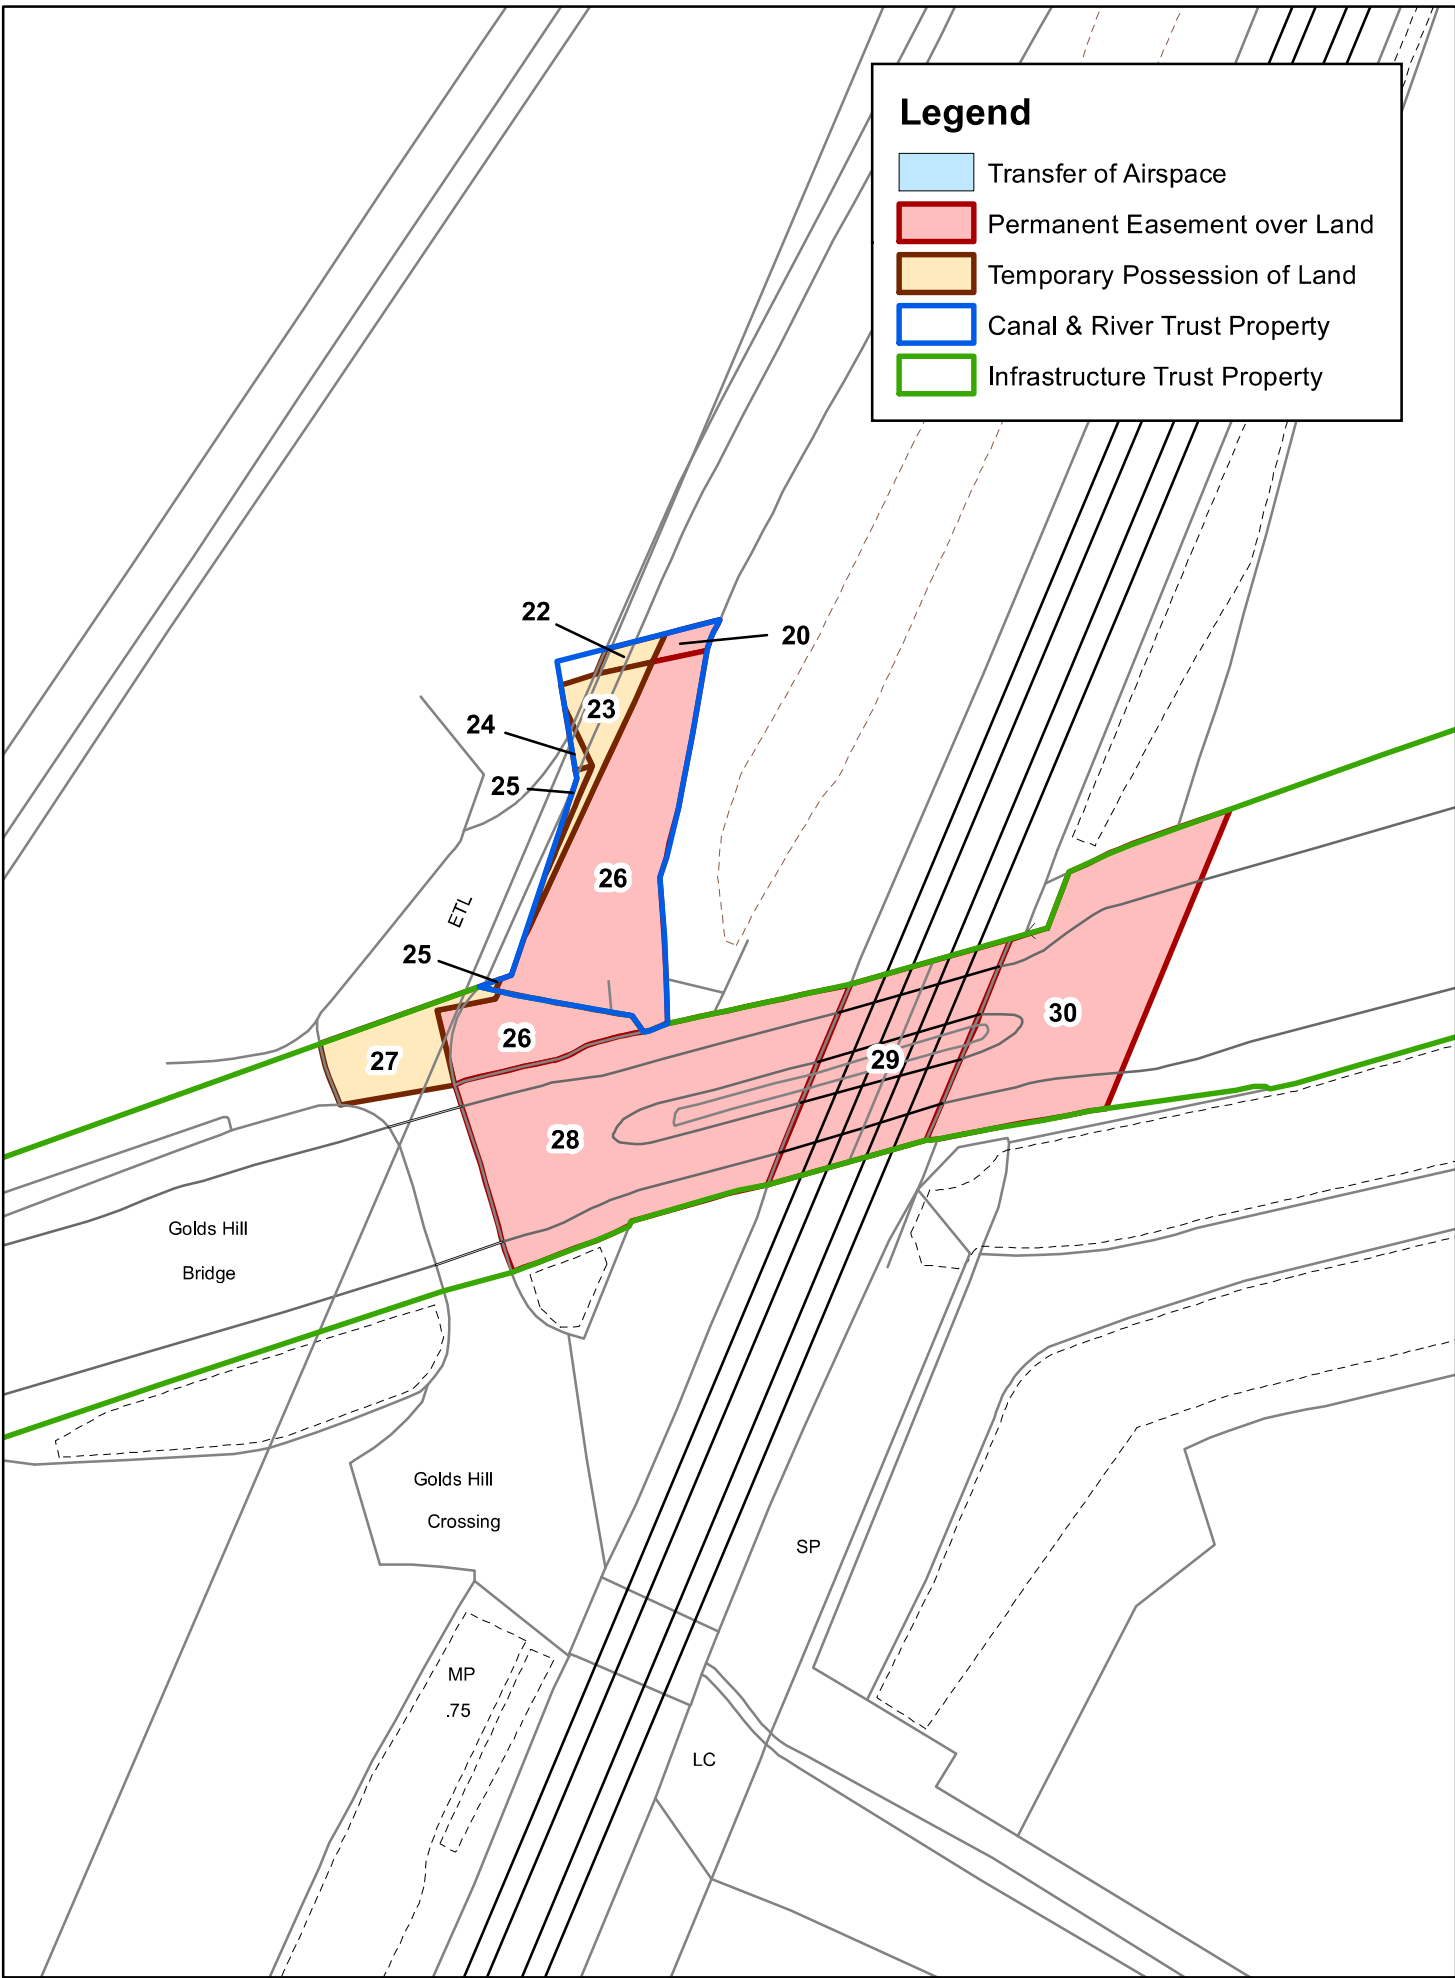 Legend
Transfer of Airspace
Permanent Easement over Land
Temporary Possession of Land
Canal & River Trust Property
Infrastructure Trust Property
22
20
23
24
25
26
ETL
25
26
27
30
29
28
Golds Hill
Bridge
Golds Hill
Crossing
SP
MP
.75
LC